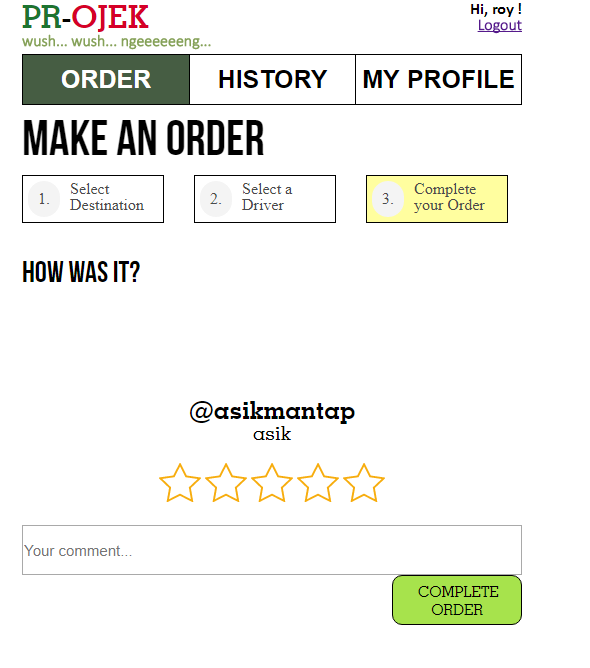 PR-OJEK
Hi, roy !
wush... wush... ngeeeeeeng...
Logout
ORDER
HISTORY
MY PROFILE
MAKE AN ORDER
1.
Select
Destination
2.
Select a
Driver
3.
Complete
your Order
HOW WAS IT?
@asikmantap
asik
Your comment...
COMPLETE
ORDER